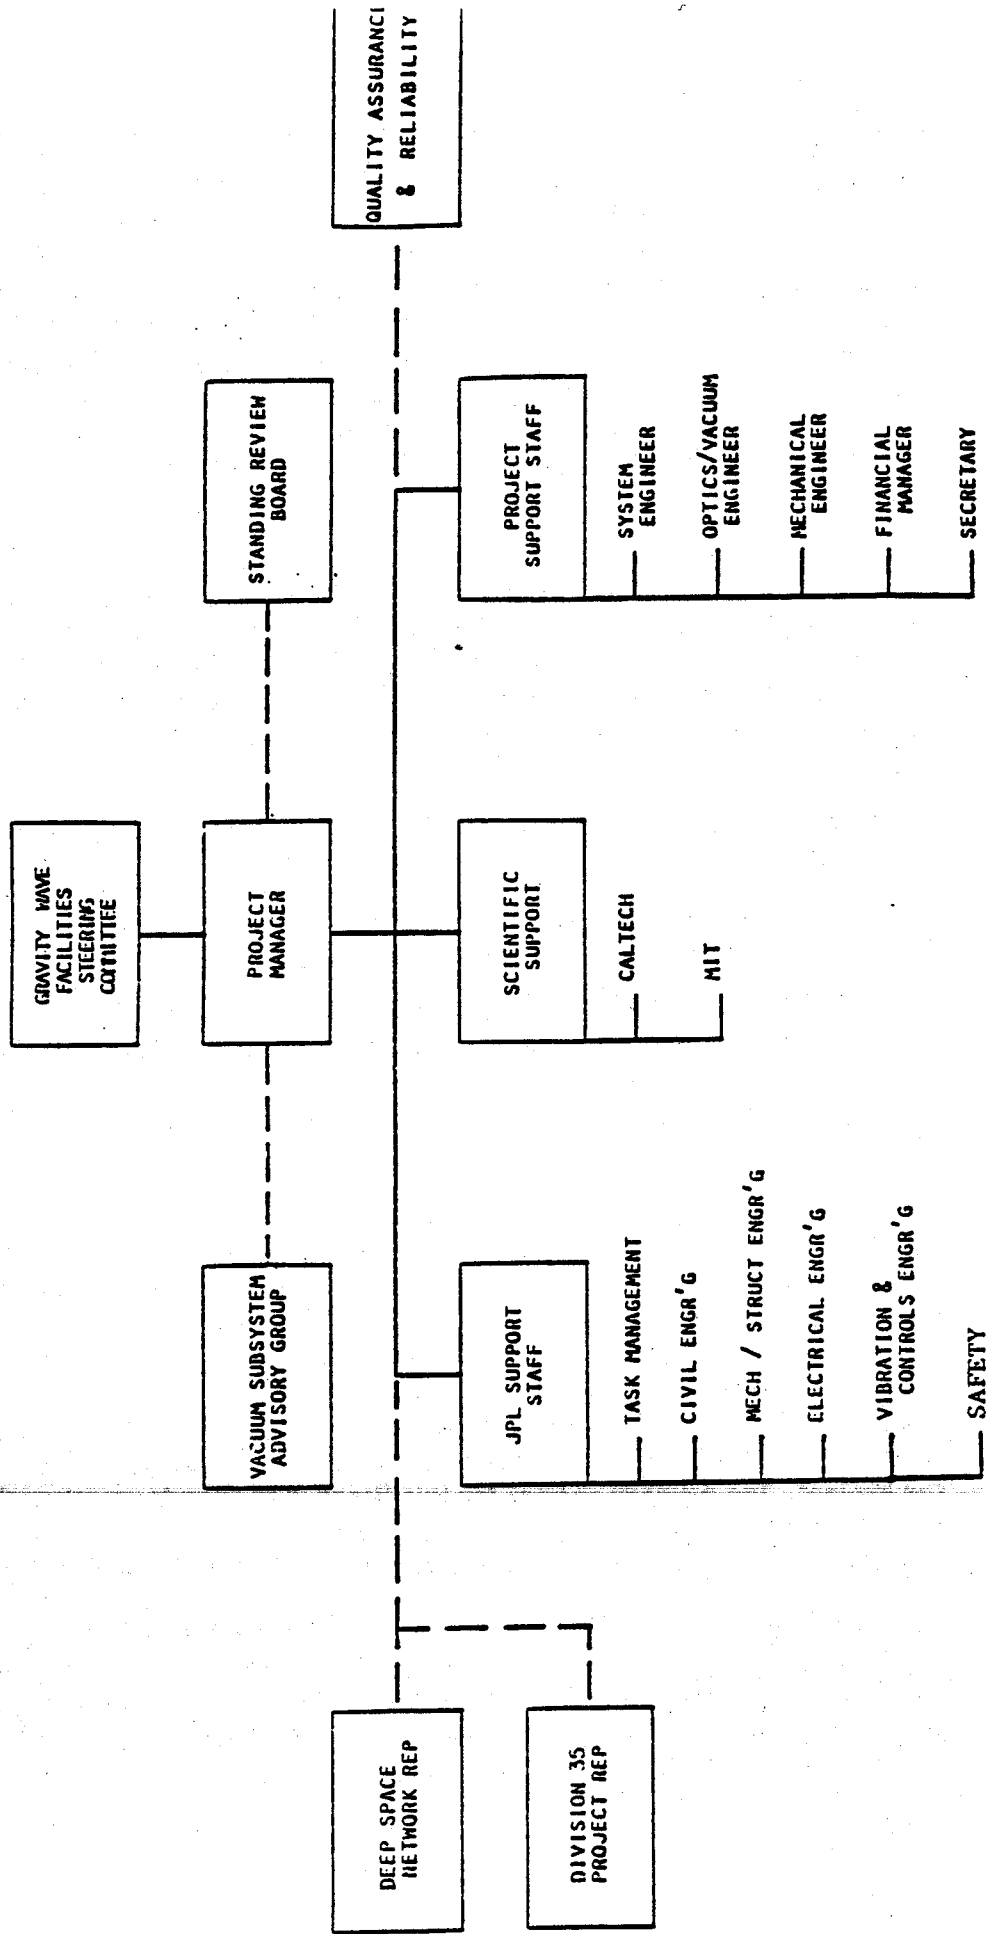 GRAVITY WAVE
FACILITIES
STEERING
COMMITTEE
VACUUM SUBSYSTEM
ADVISORY GROUP
PROJECT
MANAGER
STANDING REVIEW
BOARD
DEEP SPACE
NETWORK REP
QUALITY ASSURANC
& RELIABILITY
DIVISION 35
PROJECT REP
JPL SUPPORT
STAFF
TASK MANAGEMENT
CIVIL ENGR'G
MECH / STRUCT ENGR'G
ELECTRICAL ENGR'G
VIBRATION &
CONTROLS ENGR'G
SAFETY
SCIENTIFIC
SUPPORT
CALTECH
MIT
PROJECT
SUPPORT STAFF
SYSTEM
ENGINEER
OPTICS/VACUUM
ENGINEER
MECHANICAL
ENGINEER
FINANCIAL
MANAGER
SECRETARY